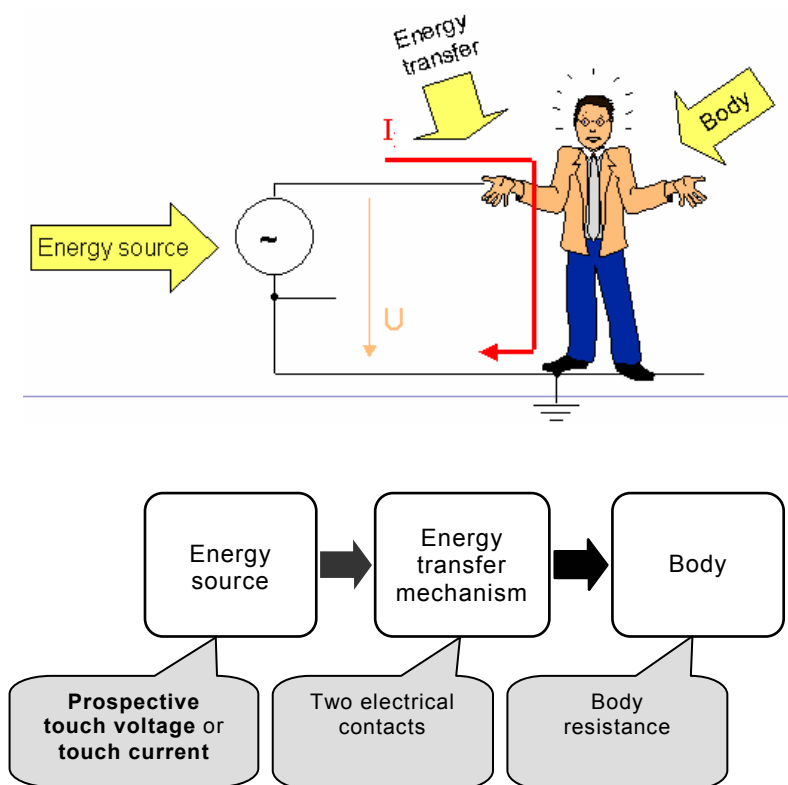 Energy
transfer
Body
I
Energy source
~
U
Energy
source
Energy
transfer
mechanism
Body
Prospective
touch voltage or
touch current
Two electrical
contacts
Body
resistance